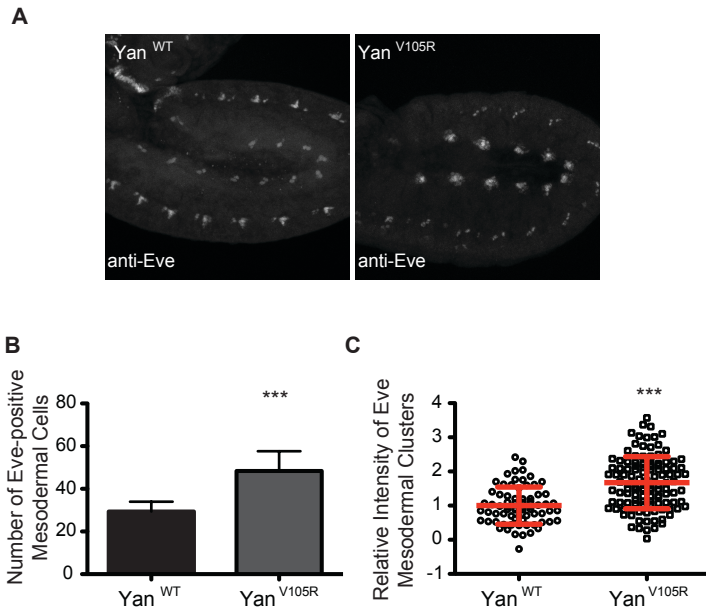 A
Yan WT
Yan V105R
anti-Eve
anti-Eve
B
Number of Eve-positive
Mesodermal Cells
80
60
40
20
0
***
Yan WT
Yan V105R
C
Relative Intensity of Eve
Mesodermal Clusters
4
3
2
1
0
-1
***
Yan WT
Yan V105R